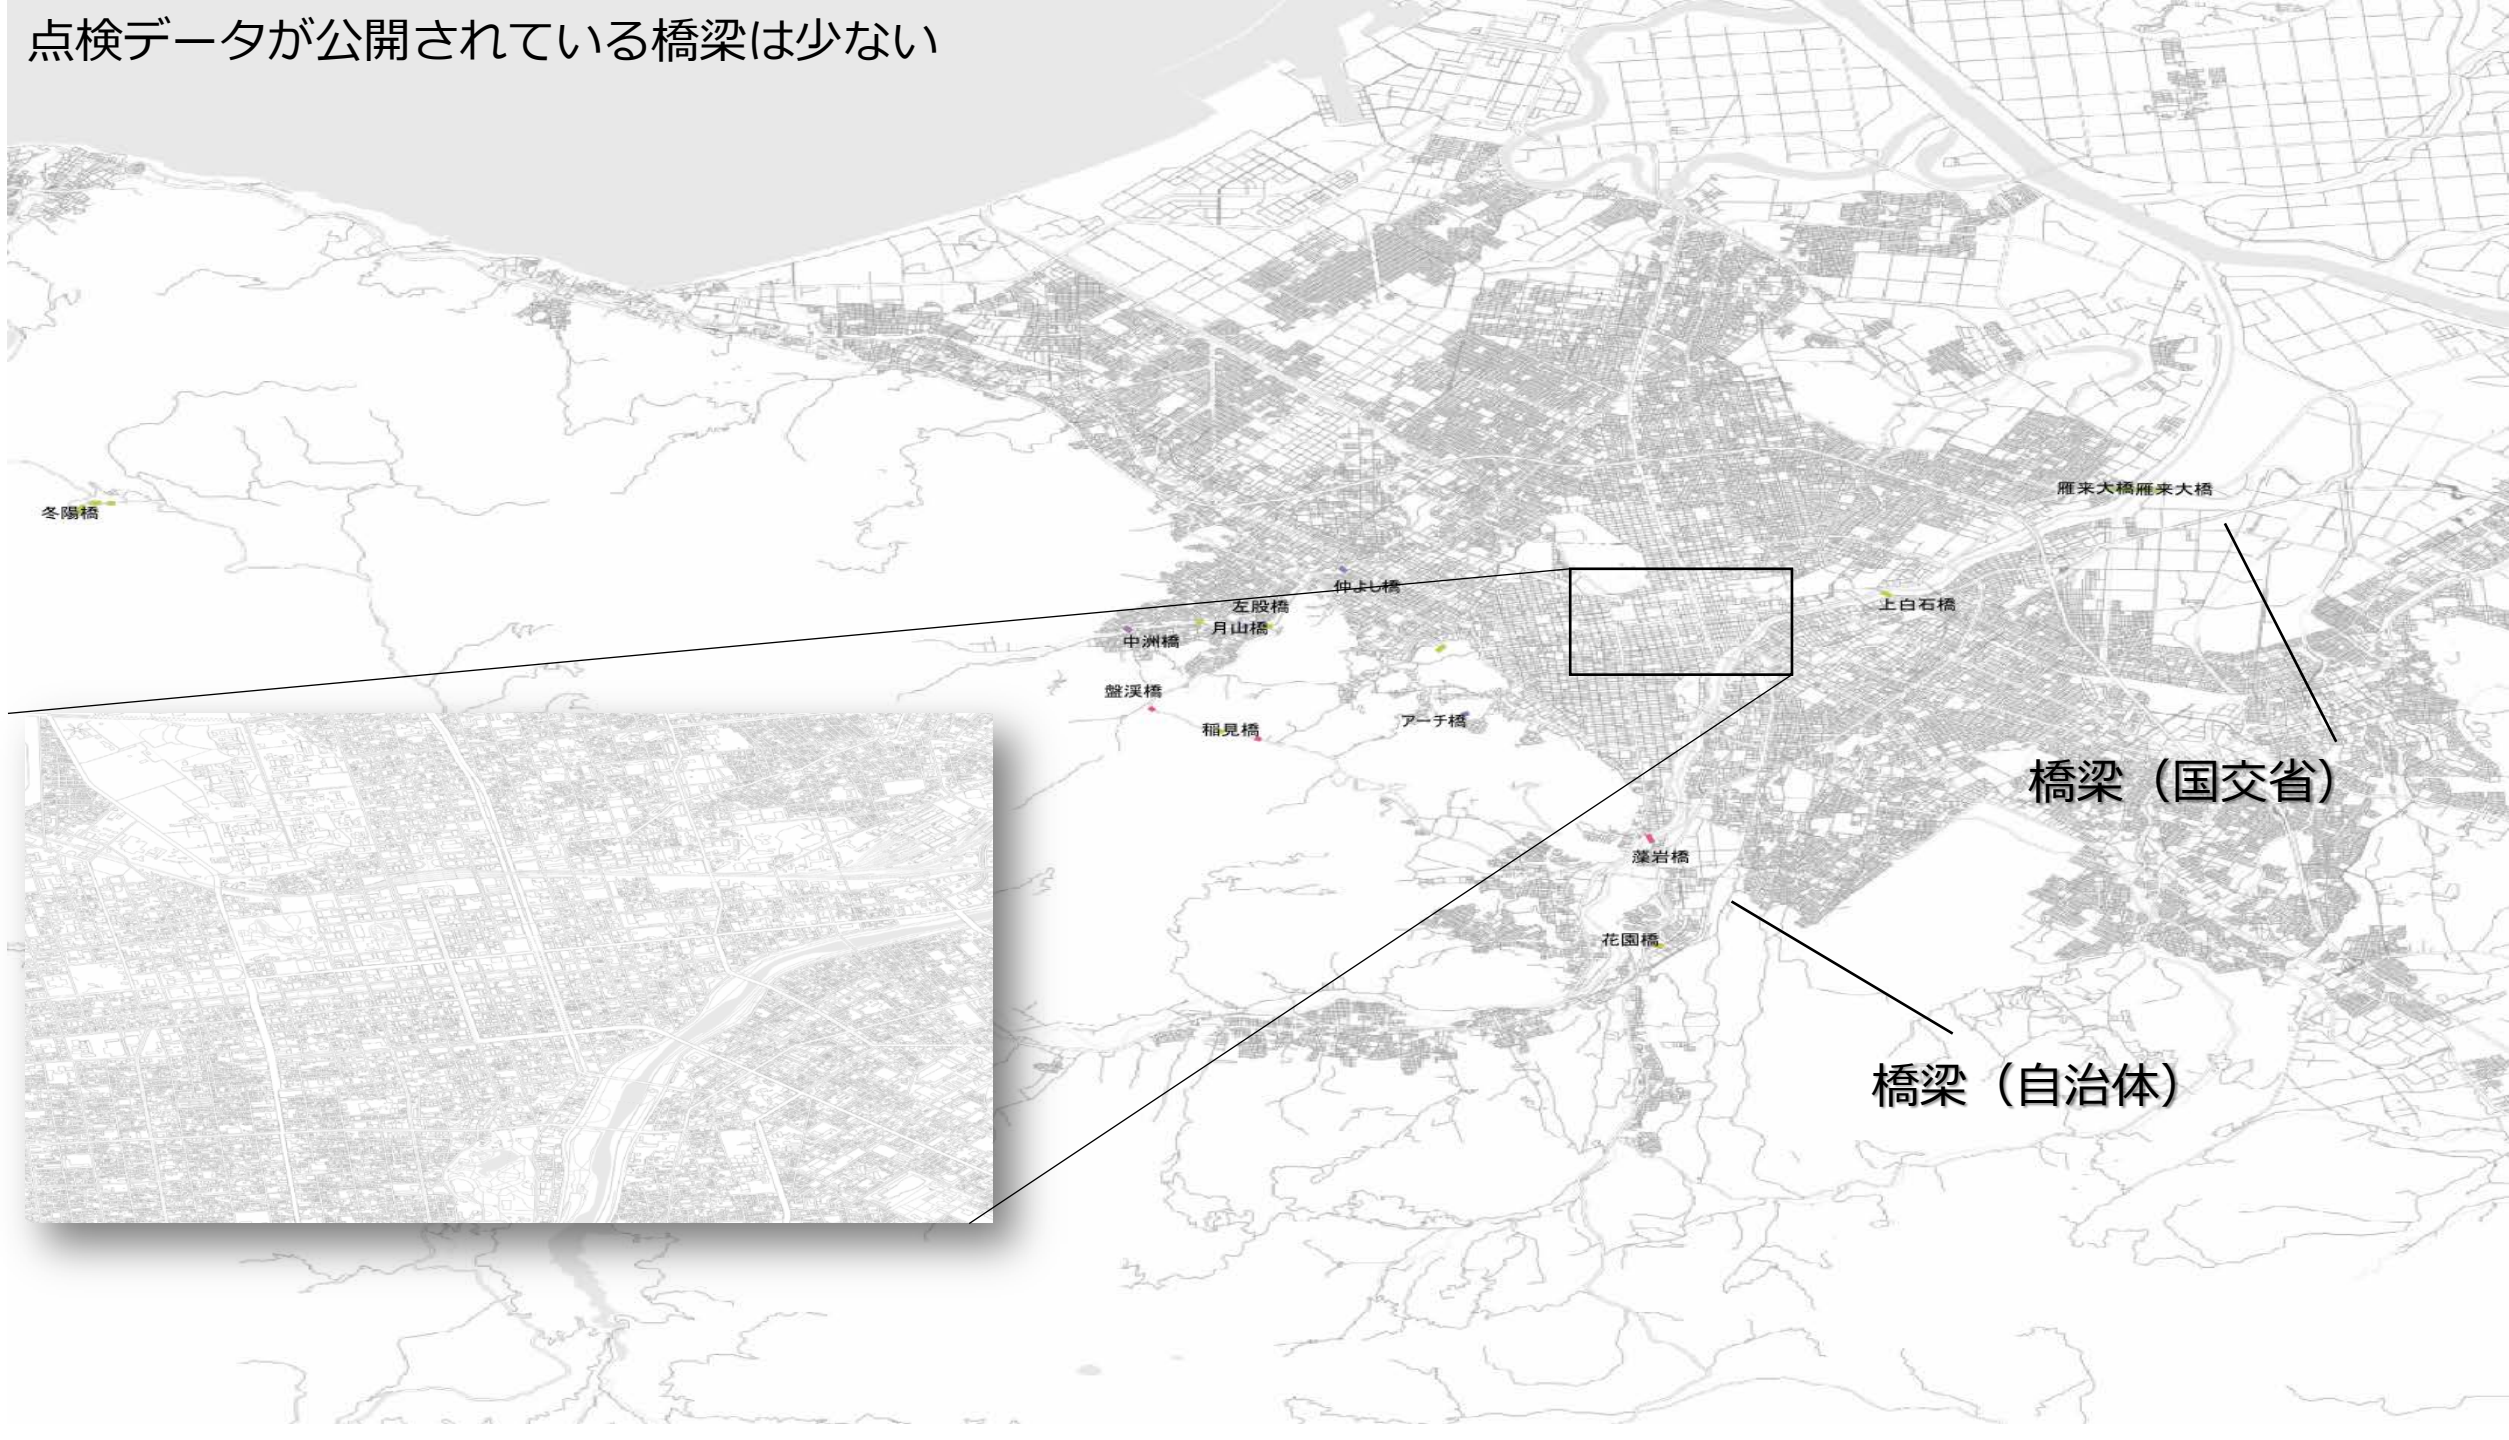 点検データが公開されている橋梁は少ない
雁来大橋雁来大橋
冬陽橋
仲よし橋
上白石橋
左股橋
月山橋
中洲橋
盤渓橋
アーチ橋
稲見橋
橋梁（国交省）
藻岩橋
花園橋
橋梁（自治体）